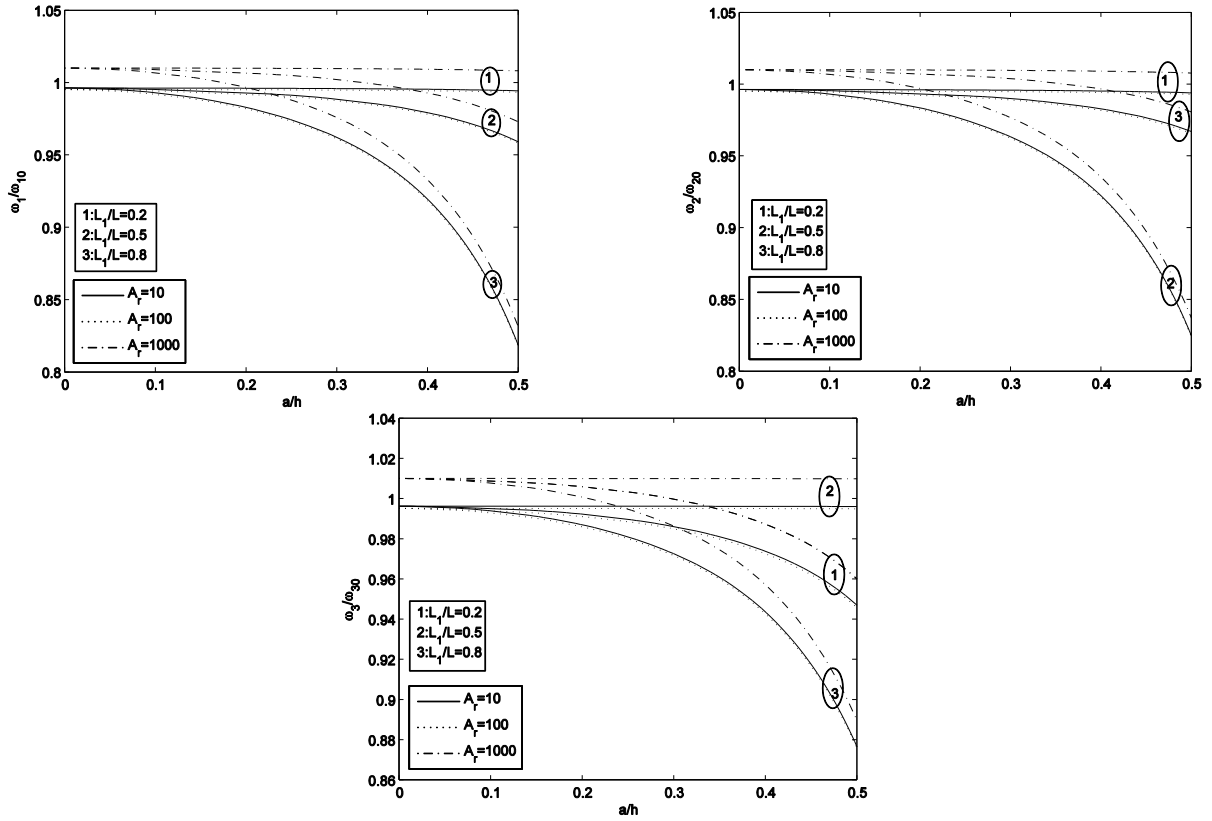 1.05
1
0.95
0.9
0.85
0.8
ω1/ω10
1
2
3
1:L1/L=0.2
2:L1/L=0.5
3:L1/L=0.8
Ar=10
Ar=100
Ar=1000
0 0.1 0.2 0.3 0.4 0.5
a/h
1.05
1
0.95
0.9
0.85
0.8
ω2/ω20
1
3
2
1:L1/L=0.2
2:L1/L=0.5
3:L1/L=0.8
Ar=10
Ar=100
Ar=1000
0 0.1 0.2 0.3 0.4 0.5
a/h
1.04
1.02
1
0.98
0.96
0.94
0.92
0.9
0.88
0.86
ω3/ω30
2
1
3
1:L1/L=0.2
2:L1/L=0.5
3:L1/L=0.8
Ar=10
Ar=100
Ar=1000
0 0.1 0.2 0.3 0.4 0.5
a/h